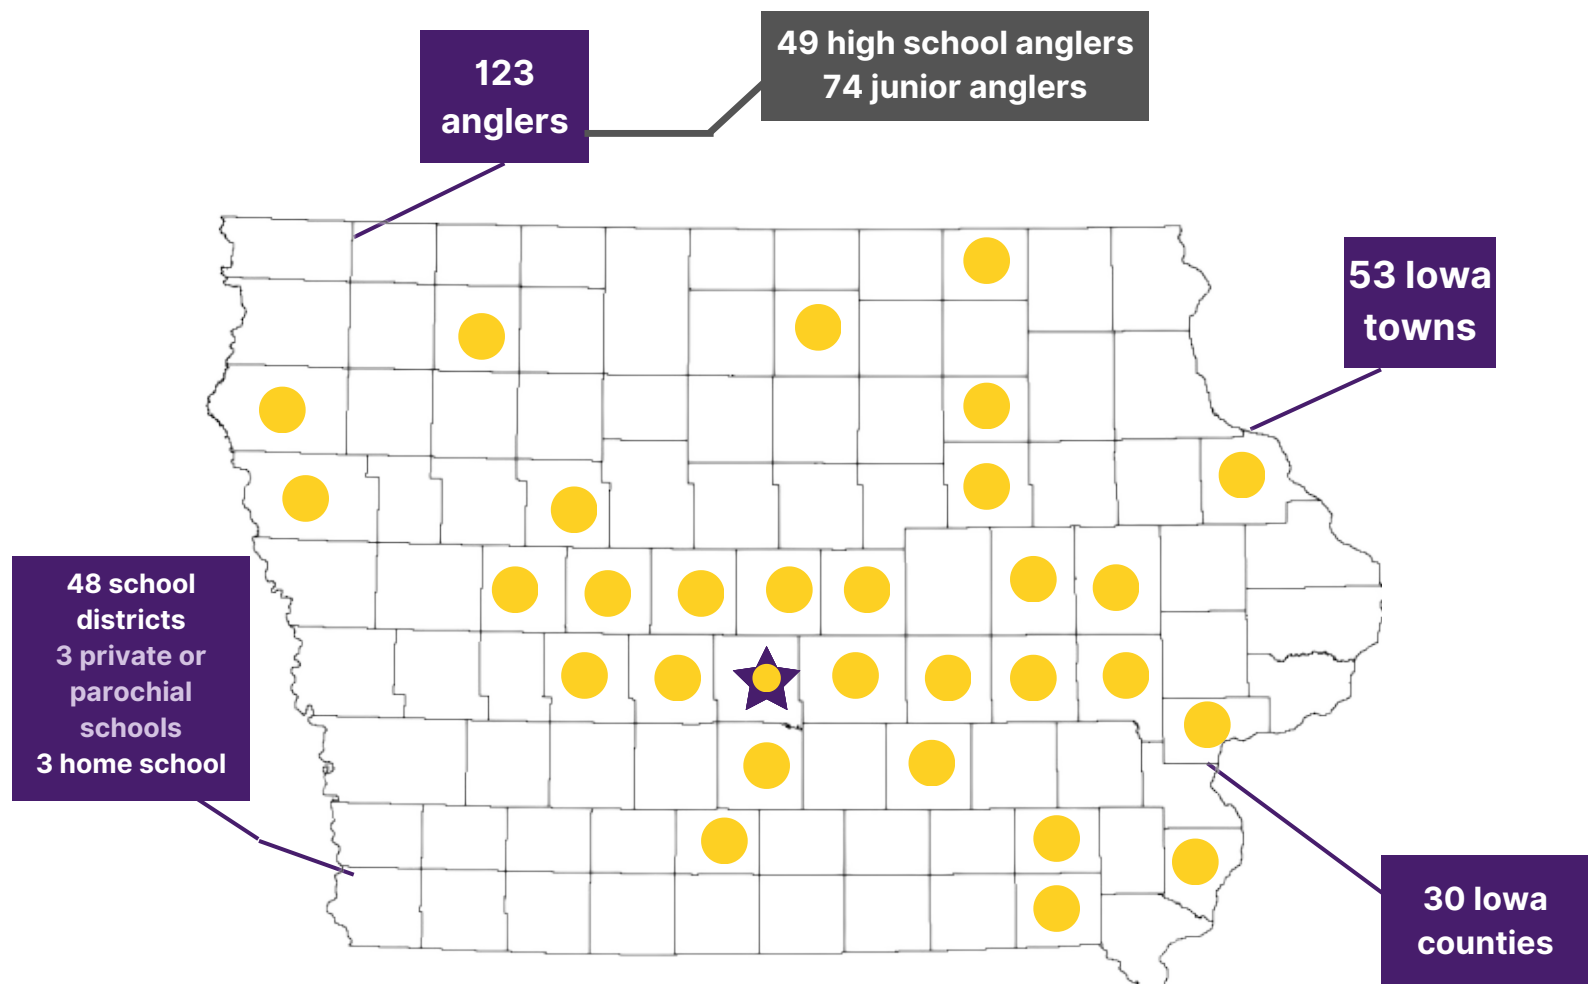 123
anglers
49 high school anglers
74 junior anglers
53 Iowa
towns
48 school
districts
3 private or
parochial
schools
3 home school
30 Iowa
counties